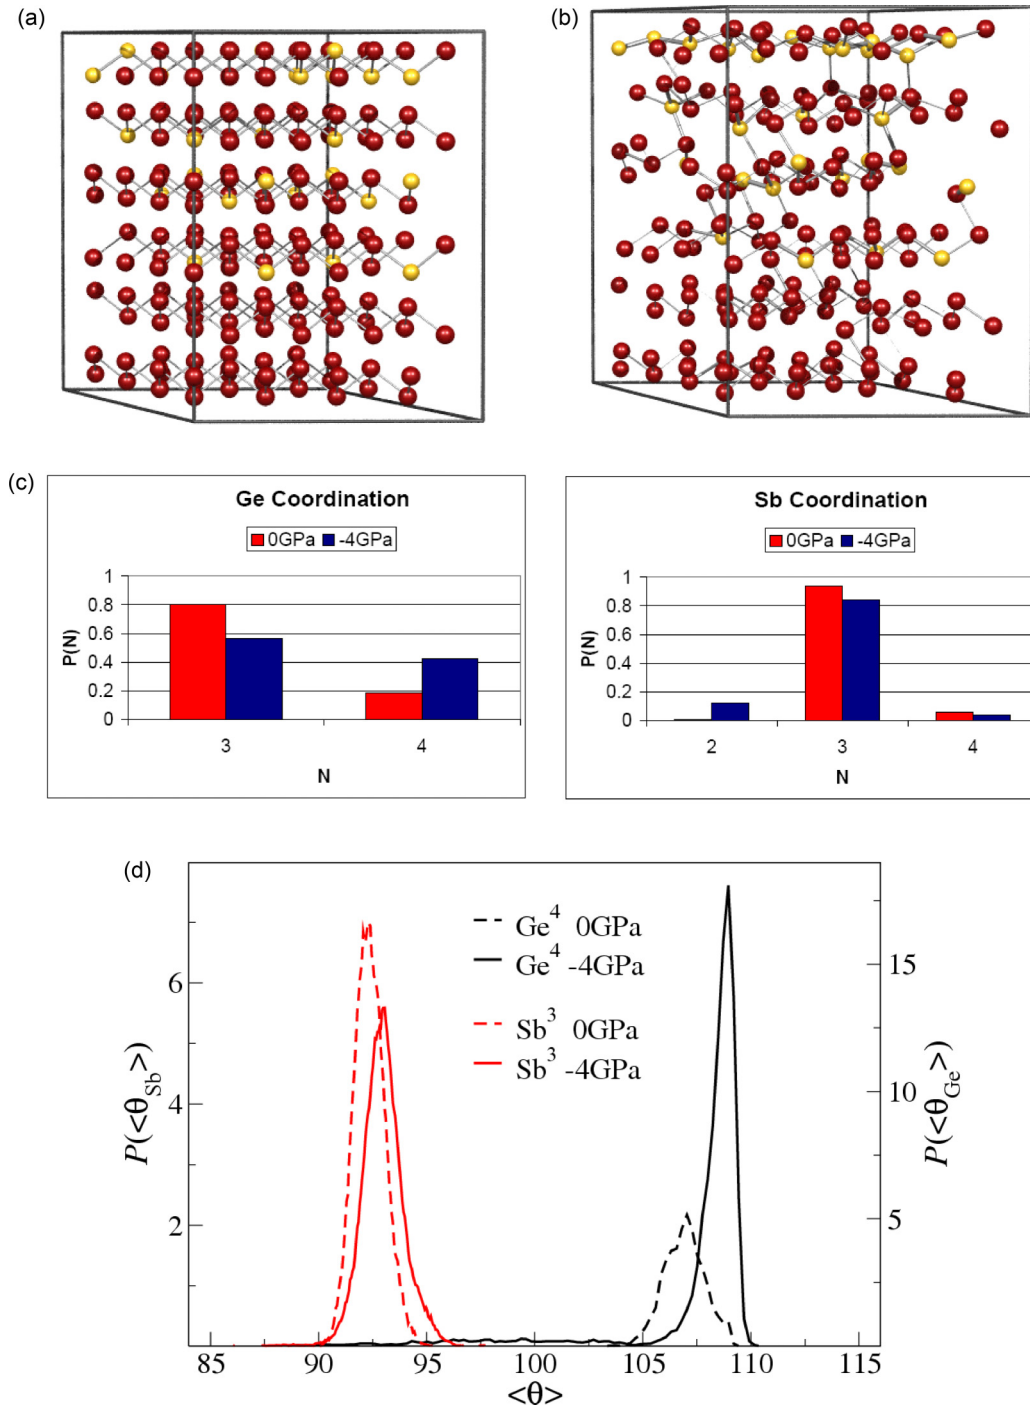 (a)
(b)
(c)
Ge Coordination
0GPa -4GPa
1
0.8
0.6
0.4
0.2
0
P(N)
3 4
N
Sb Coordination
0GPa -4GPa
1
0.8
0.6
0.4
0.2
0
P(N)
2 3 4
N
(d)
Ge⁴ 0GPa
Ge⁴ -4GPa
Sb³ 0GPa
Sb³ -4GPa
P(<θSb>)
6
4
2
P(<θGe>)
15
10
5
85 90 95 100 105 110 115
<θ>